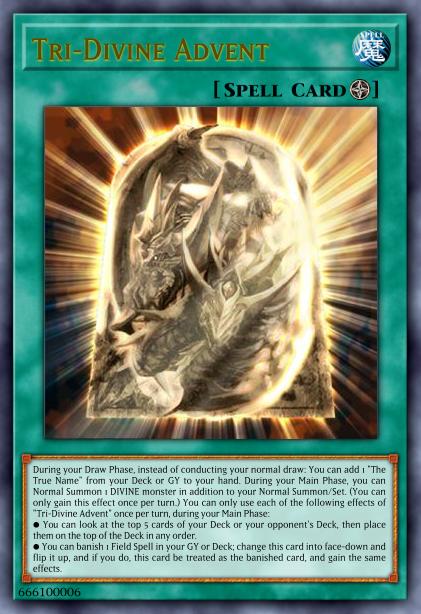 TRI-DIVINE ADVENT
SPELL
魔
[SPELL CARD]
During your Draw Phase, instead of conducting your normal draw: You can add 1 "The
True Name" from your Deck or GY to your hand. During your Main Phase, you can
Normal Summon 1 DIVINE monster in addition to your Normal Summon/Set. (You can
only gain this effect once per turn.) You can only use each of the following effects of
"Tri-Divine Advent" once per turn, during your Main Phase:
● You can look at the top 5 cards of your Deck or your opponent's Deck, then place
them on the top of the Deck in any order.
● You can banish 1 Field Spell in your GY or Deck; change this card into face-down and
flip it up, and if you do, this card be treated as the banished card, and gain the same
effects.
666100006